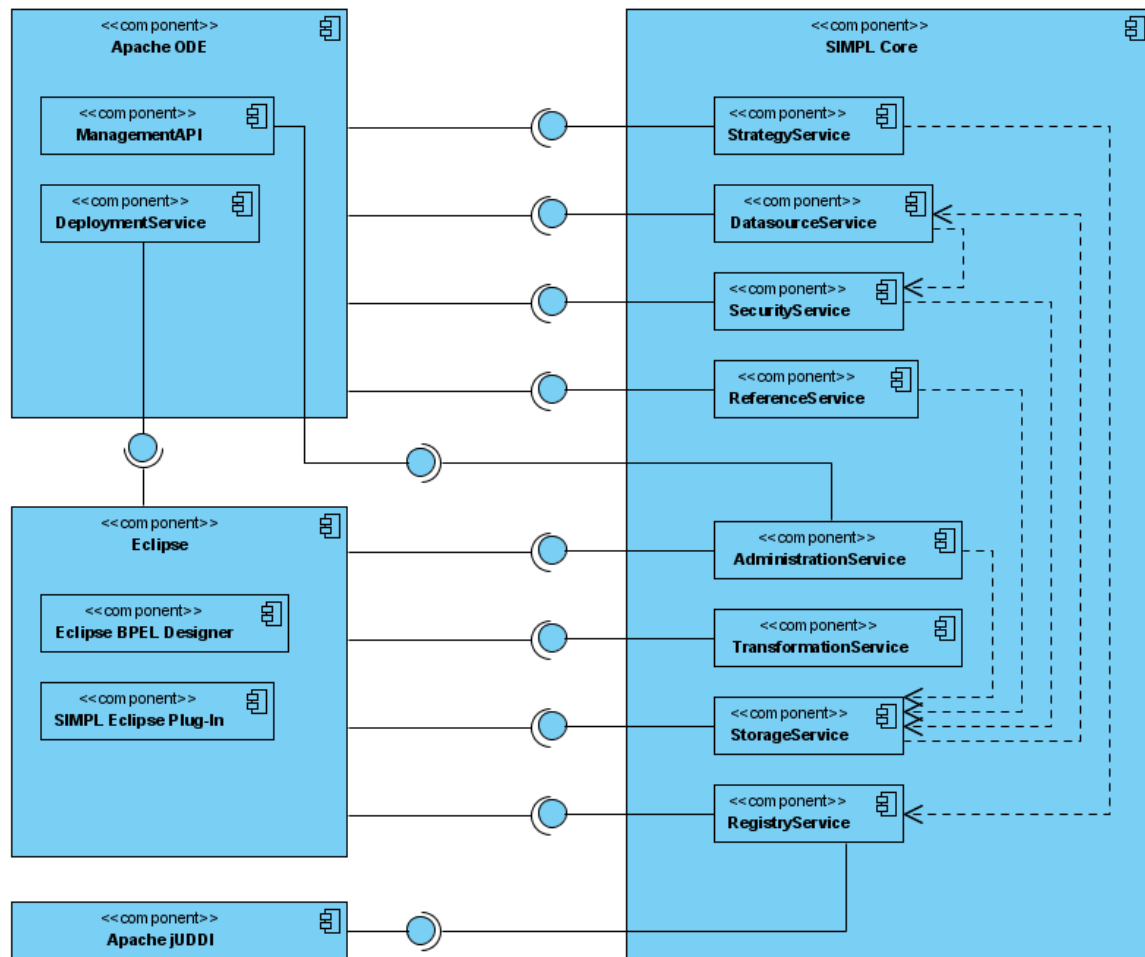 <<component>>
Apache ODE
<<component>>
ManagementAPI
<<component>>
DeploymentService
<<component>>
Eclipse
<<component>>
Eclipse BPEL Designer
<<component>>
SIMPL Eclipse Plug-In
<<component>>
Apache jUDDI
<<component>>
SIMPL Core
<<component>>
StrategyService
<<component>>
DatasourceService
<<component>>
SecurityService
<<component>>
ReferenceService
<<component>>
AdministrationService
<<component>>
TransformationService
<<component>>
StorageService
<<component>>
RegistryService